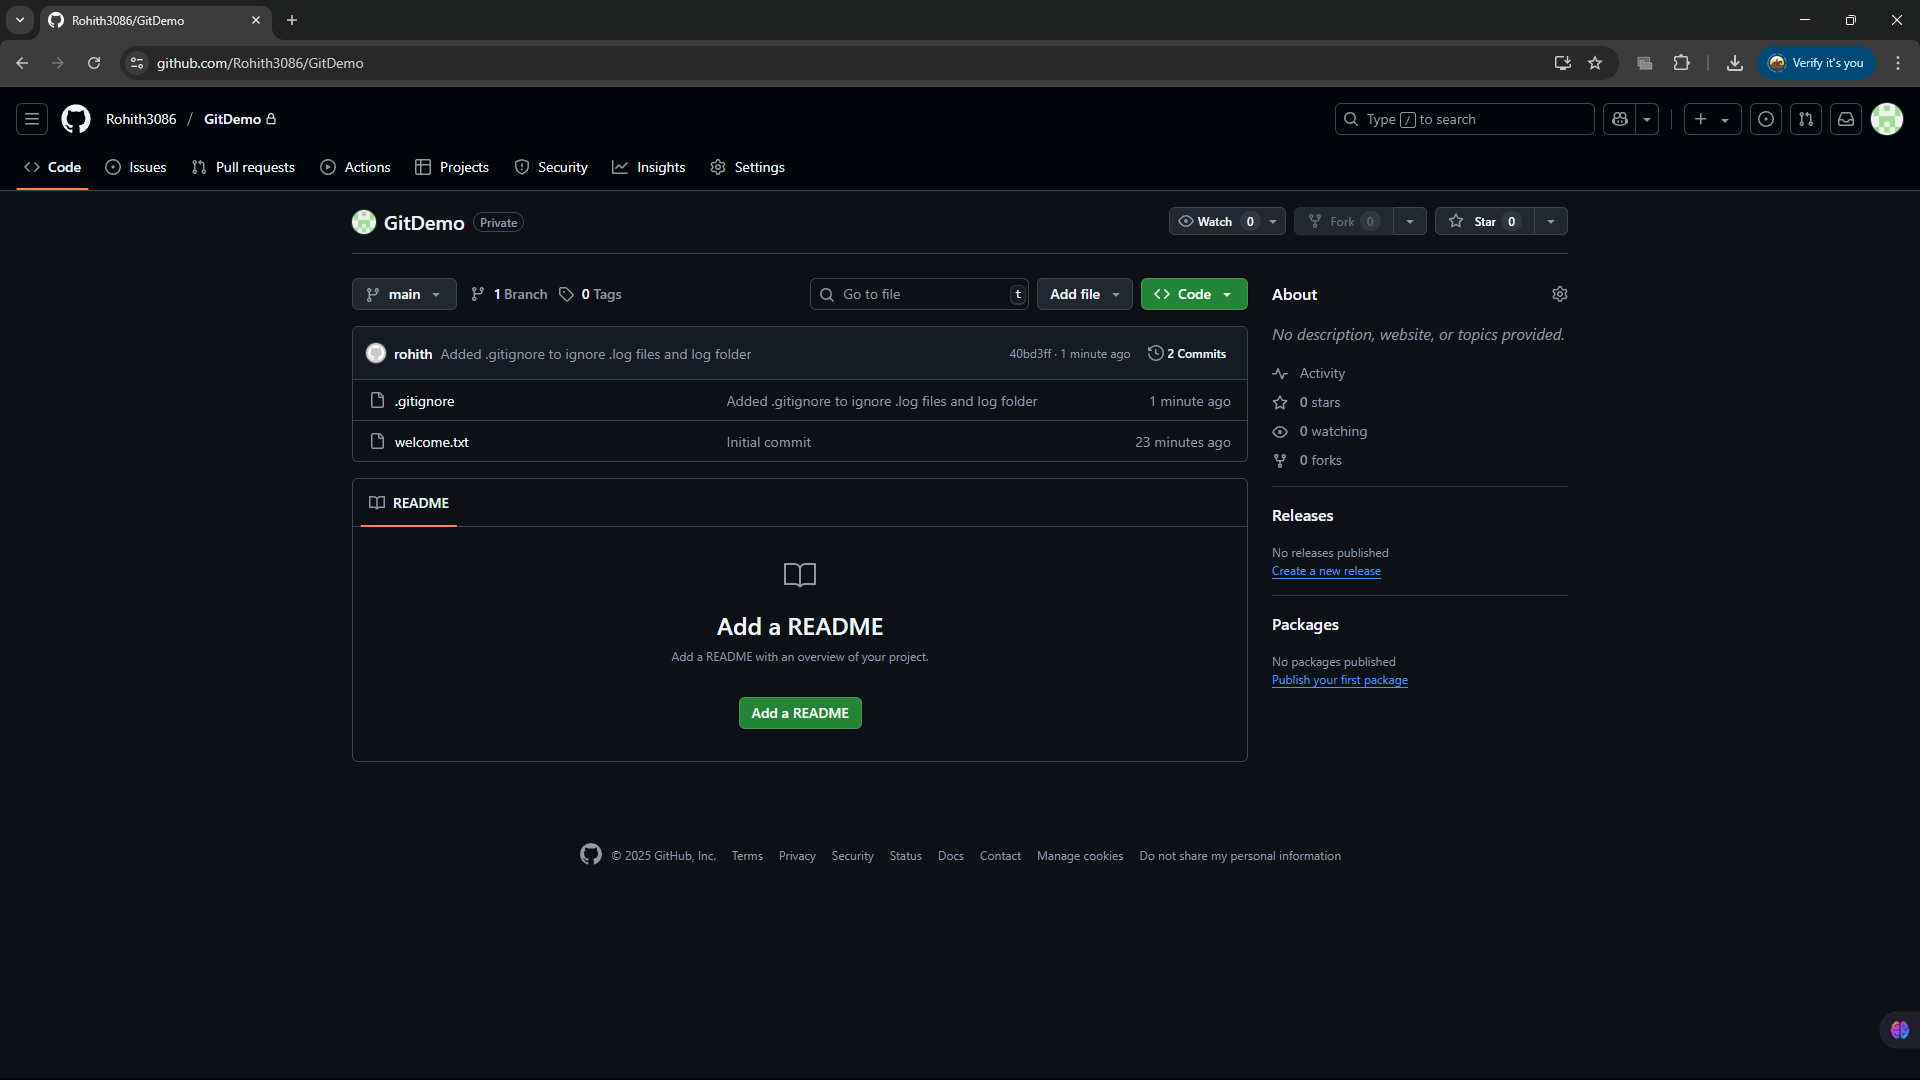 Rohith3086/GitDemo
github.com/Rohith3086/GitDemo
Verify it's you
Rohith3086 / GitDemo
Type / to search
Code Issues Pull requests Actions Projects Security Insights Settings
GitDemo Private
Watch 0 Fork 0 Star 0
main 1 Branch 0 Tags Go to file t Add file Code
rohith Added .gitignore to ignore .log files and log folder 40bd3ff · 1 minute ago 2 Commits
.gitignore Added .gitignore to ignore .log files and log folder 1 minute ago
welcome.txt Initial commit 23 minutes ago
README
Add a README
Add a README with an overview of your project.
Add a README
About
No description, website, or topics provided.
Activity
0 stars
0 watching
0 forks
Releases
No releases published
Create a new release
Packages
No packages published
Publish your first package
© 2025 GitHub, Inc. Terms Privacy Security Status Docs Contact Manage cookies Do not share my personal information